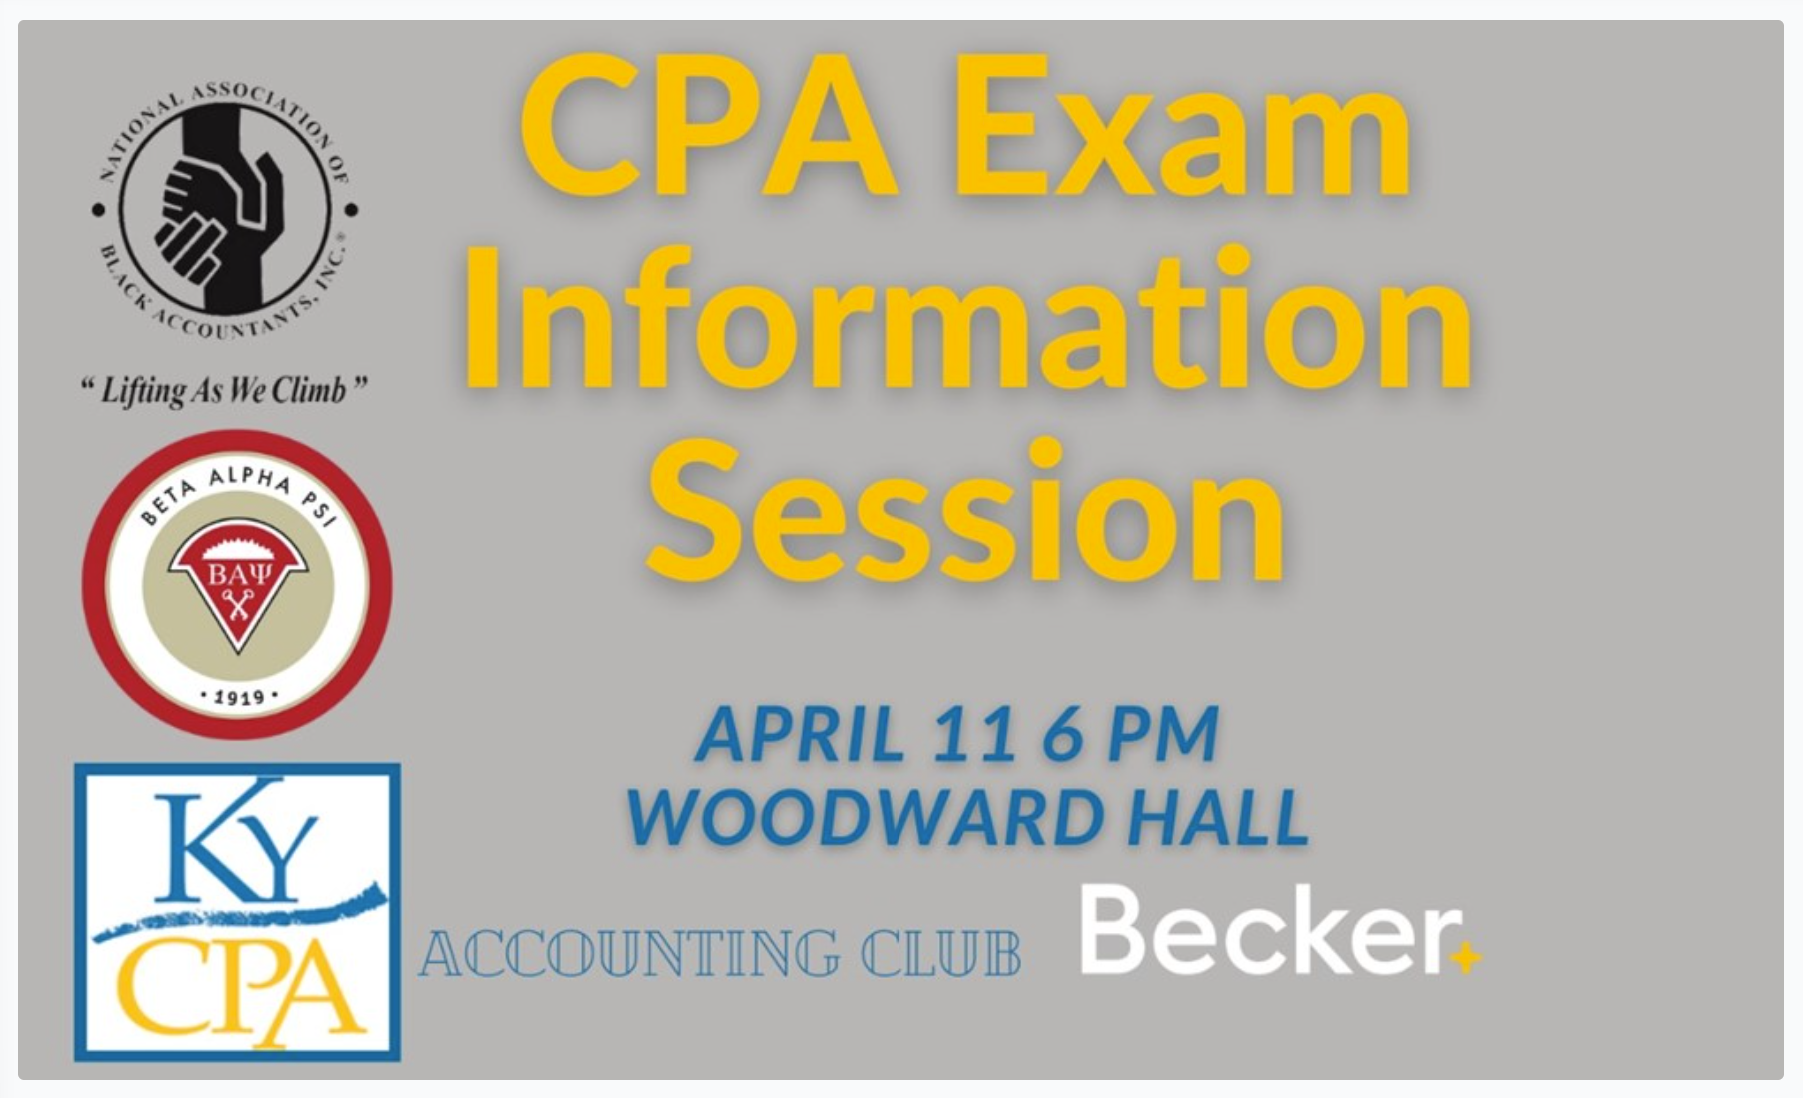 NATIONAL ASSOCIATION OF
BLACK ACCOUNTANTS, INC.®
“ Lifting As We Climb ”
BETA ALPHA PSI
ΒΑΨ
· 1919 ·
KY
CPA
CPA Exam
Information
Session
APRIL 11 6 PM
WOODWARD HALL
ACCOUNTING CLUB
Becker